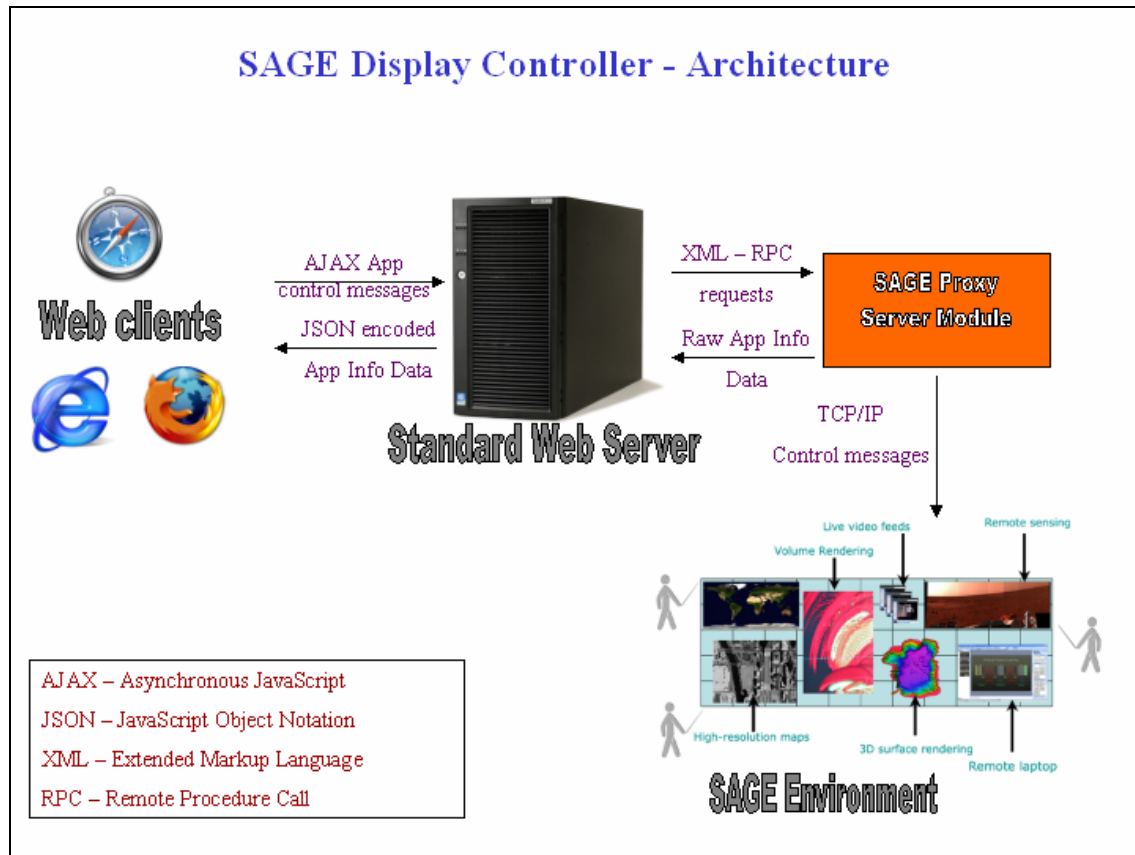 SAGE Display Controller - Architecture
AJAX App
control messages
JSON encoded
App Info Data
Web clients
Standard Web Server
XML – RPC
requests
Raw App Info
Data
SAGE Proxy
Server Module
TCP/IP
Control messages
Live video feeds
Remote sensing
Volume Rendering
High-resolution maps
3D surface rendering
Remote laptop
SAGE Environment
AJAX – Asynchronous JavaScript
JSON – JavaScript Object Notation
XML – Extended Markup Language
RPC – Remote Procedure Call